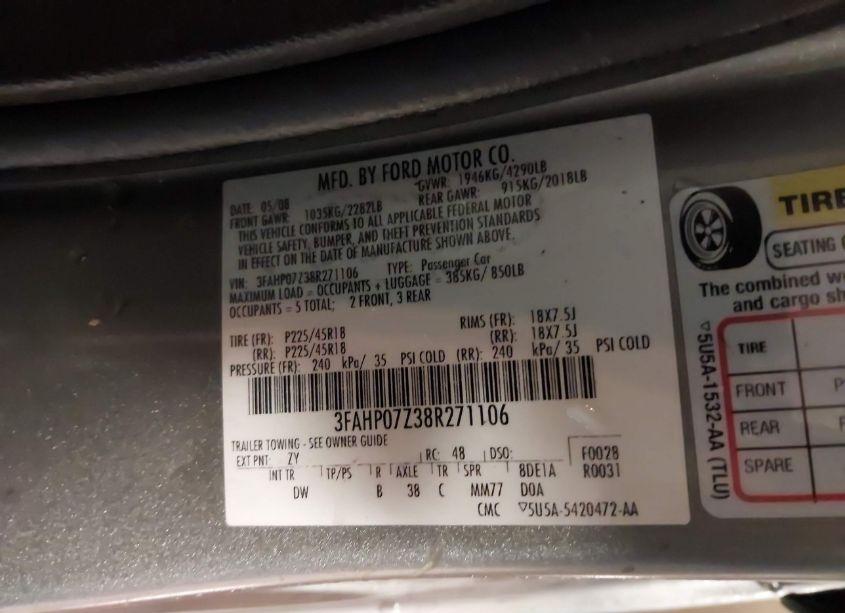 MFD. BY FORD MOTOR CO.
DATE: 05/08 GVWR: 1946KG/4290LB
FRONT GAWR: 1035KG/2282LB REAR GAWR: 915KG/2018LB
THIS VEHICLE CONFORMS TO ALL APPLICABLE FEDERAL MOTOR
VEHICLE SAFETY, BUMPER, AND THEFT PREVENTION STANDARDS
IN EFFECT ON THE DATE OF MANUFACTURE SHOWN ABOVE.
VIN: 3FAHP07Z38R271106 TYPE: Passenger Car
MAXIMUM LOAD = OCCUPANTS + LUGGAGE = 385KG/ 850LB
OCCUPANTS = 5 TOTAL; 2 FRONT, 3 REAR
TIRE (FR): P225/45R18 RIMS (FR): 18X7.5J
(RR): P225/45R18 (RR): 18X7.5J
PRESSURE (FR): 240 kPa/ 35 PSI COLD (RR): 240 kPa/ 35 PSI COLD
3FAHP07Z38R271106
TRAILER TOWING - SEE OWNER GUIDE
EXT PNT: ZY RC: 48 DSO: F0028
INT TR TP/PS R AXLE TR SPR 8DE1A R0031
DW B 38 C MM77 DOA
CMC ▽5U5A-5420472-AA
TIRE
SEATING
The combined
and cargo
▽5U5A-1532-AA (TLU)
TIRE
FRONT P
REAR
SPARE